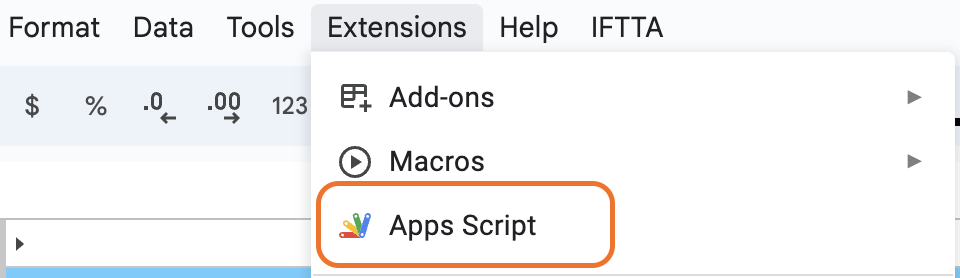 Format Data Tools Extensions Help IFTTA
$ % .0 .00 123
Add-ons
Macros
Apps Script